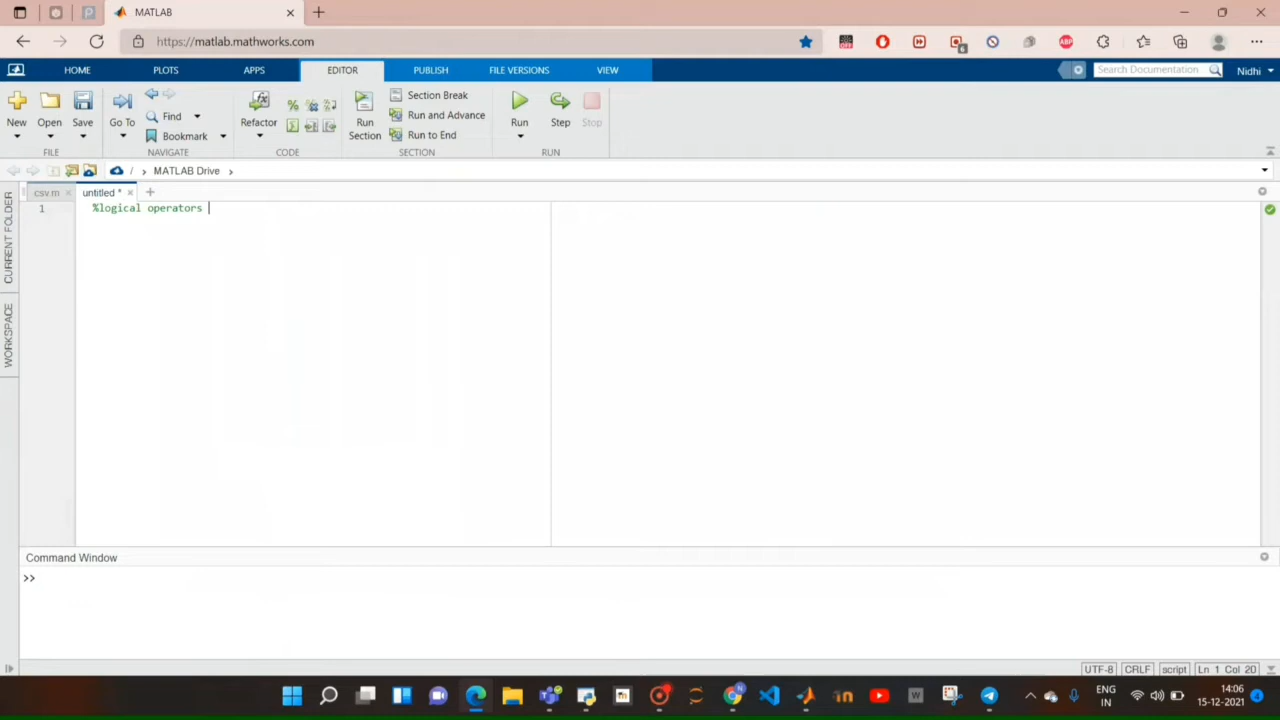 MATLAB
https://matlab.mathworks.com
HOME
PLOTS
APPS
EDITOR
PUBLISH
FILE VERSIONS
VIEW
Search Documentation
Nidhi
New
Open
Save
Go To
Find
Bookmark
Refactor
Run Section
Section Break
Run and Advance
Run to End
Run
Step
Stop
FILE
NAVIGATE
CODE
SECTION
RUN
/ MATLAB Drive
csv.m
untitled *
1 %logical operators
CURRENT FOLDER
WORKSPACE
Command Window
>>
UTF-8 CRLF script Ln 1 Col 20
ENG
IN
14:06
15-12-2021